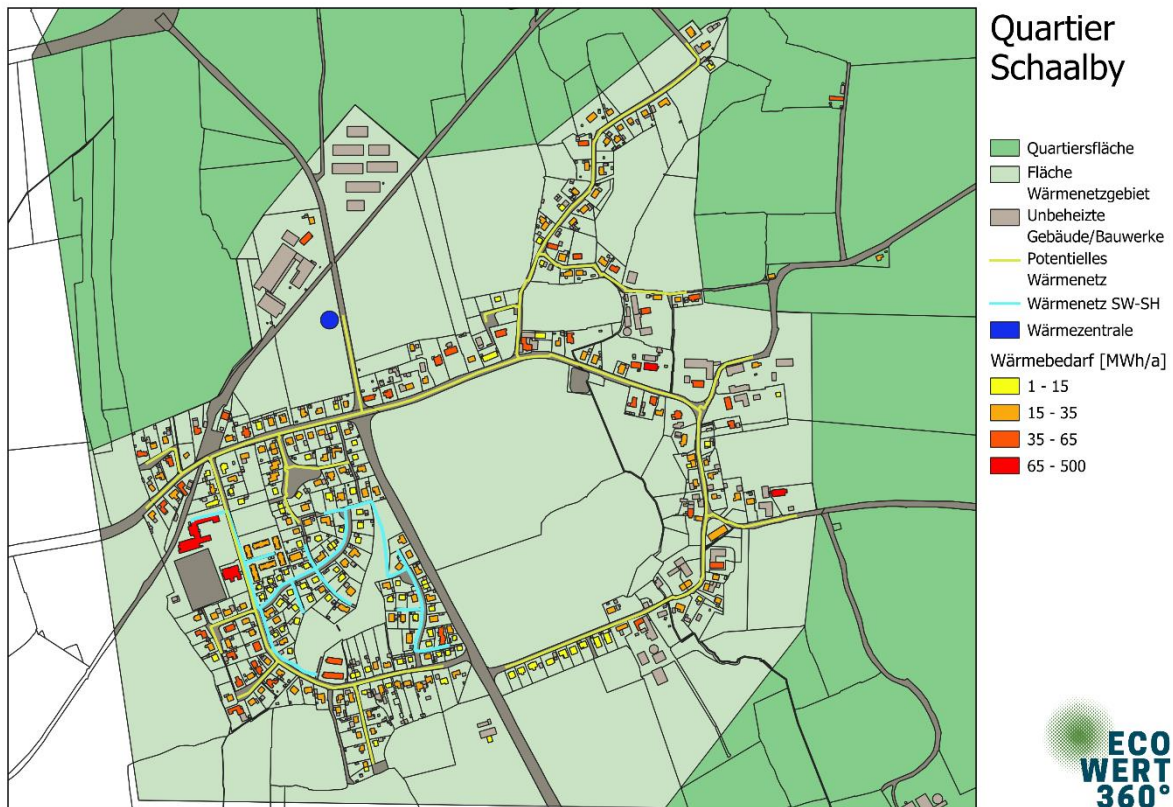 Quartier
Schaalby
Quartiersfläche
Fläche
Wärmenetzgebiet
Unbeheizte
Gebäude/Bauwerke
Potentielles
Wärmenetz
Wärmenetz SW-SH
Wärmezentrale
Wärmebedarf [MWh/a]
1 - 15
15 - 35
35 - 65
65 - 500
ECO
WERT
360°